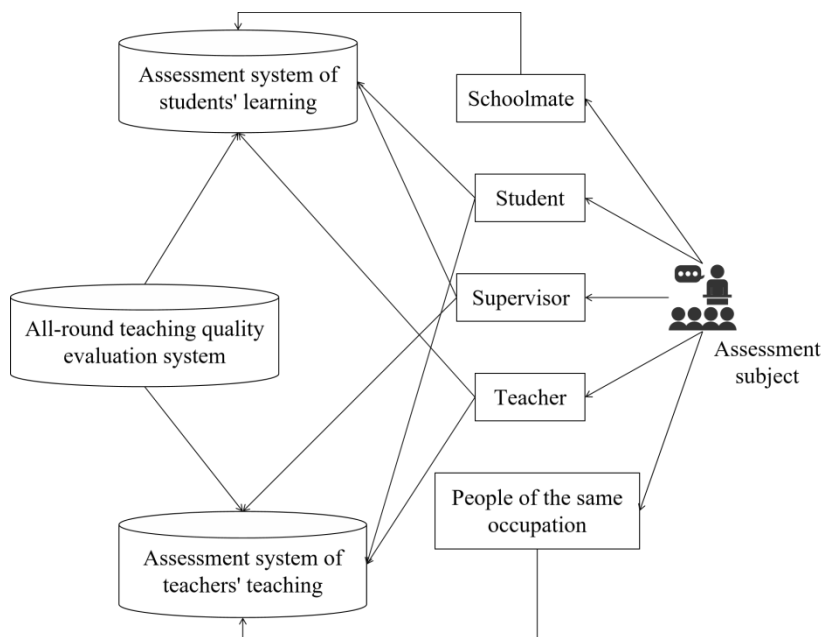 Assessment system of
students' learning
Schoolmate
Student
Supervisor
All-round teaching quality
evaluation system
Assessment
subject
Teacher
People of the same
occupation
Assessment system of
teachers' teaching